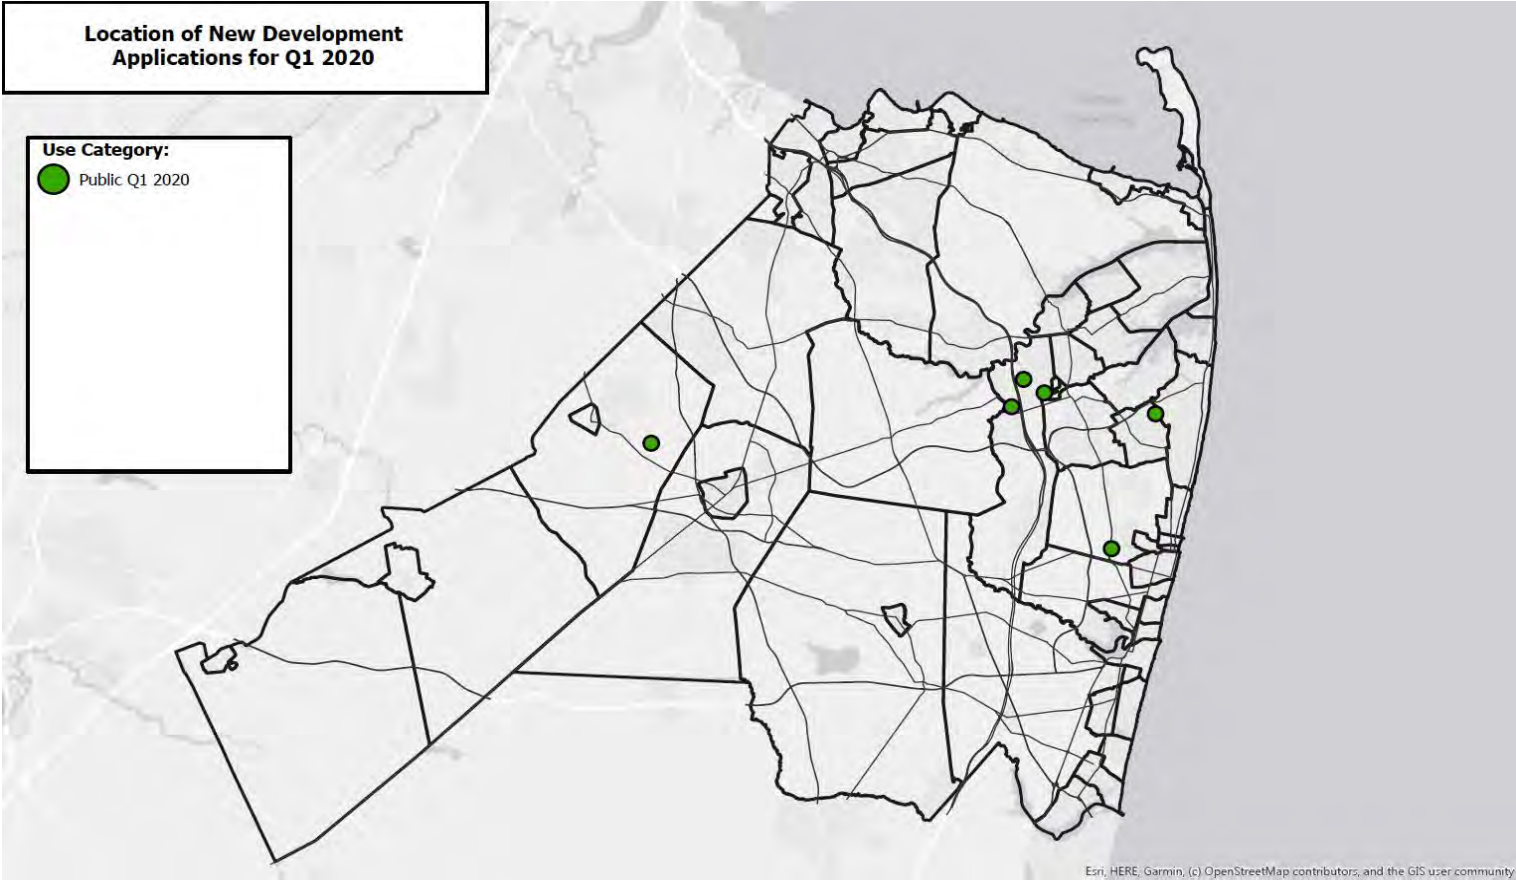 Location of New Development
Applications for Q1 2020
Use Category:
Public Q1 2020
Esri, HERE, Garmin, (c) OpenStreetMap contributors, and the GIS user community